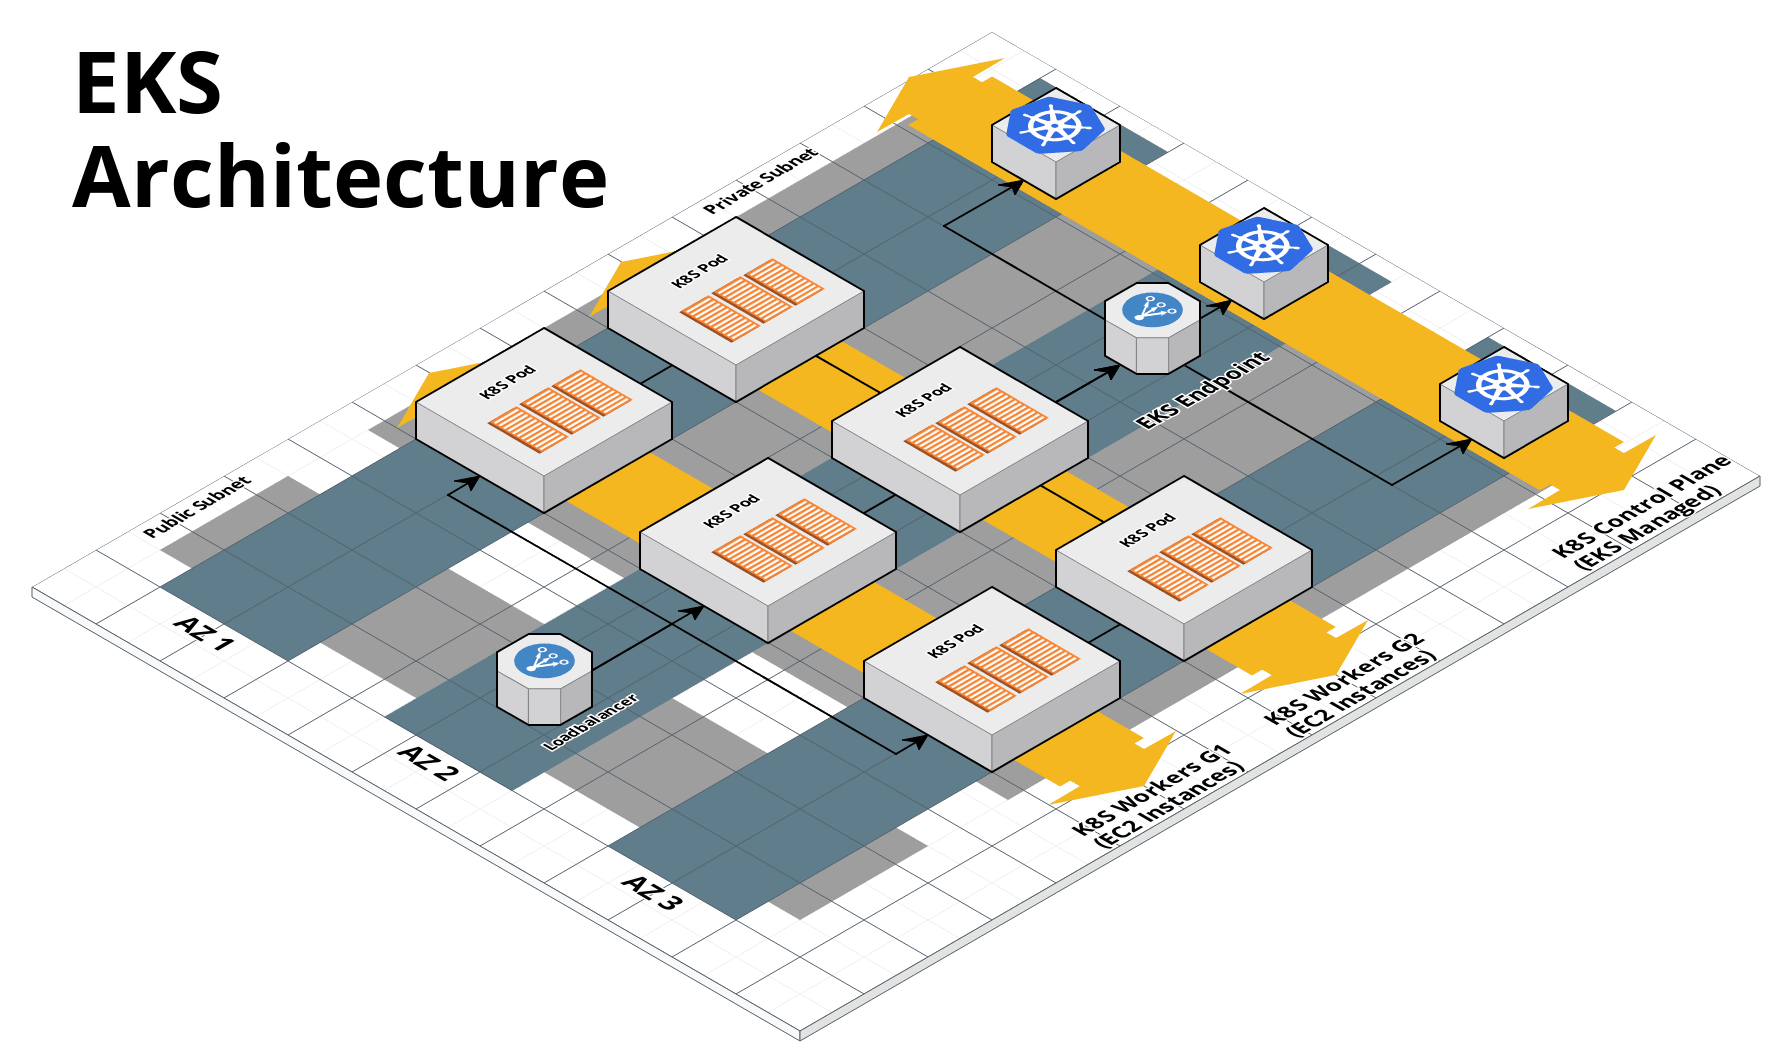 EKS
Architecture
Private Subnet
K8S Pod
K8S Pod
K8S Pod
K8S Pod
K8S Pod
K8S Pod
EKS Endpoint
Public Subnet
Loadbalancer
AZ 1
AZ 2
AZ 3
K8S Control Plane
(EKS Managed)
K8S Workers G2
(EC2 Instances)
K8S Workers G1
(EC2 Instances)